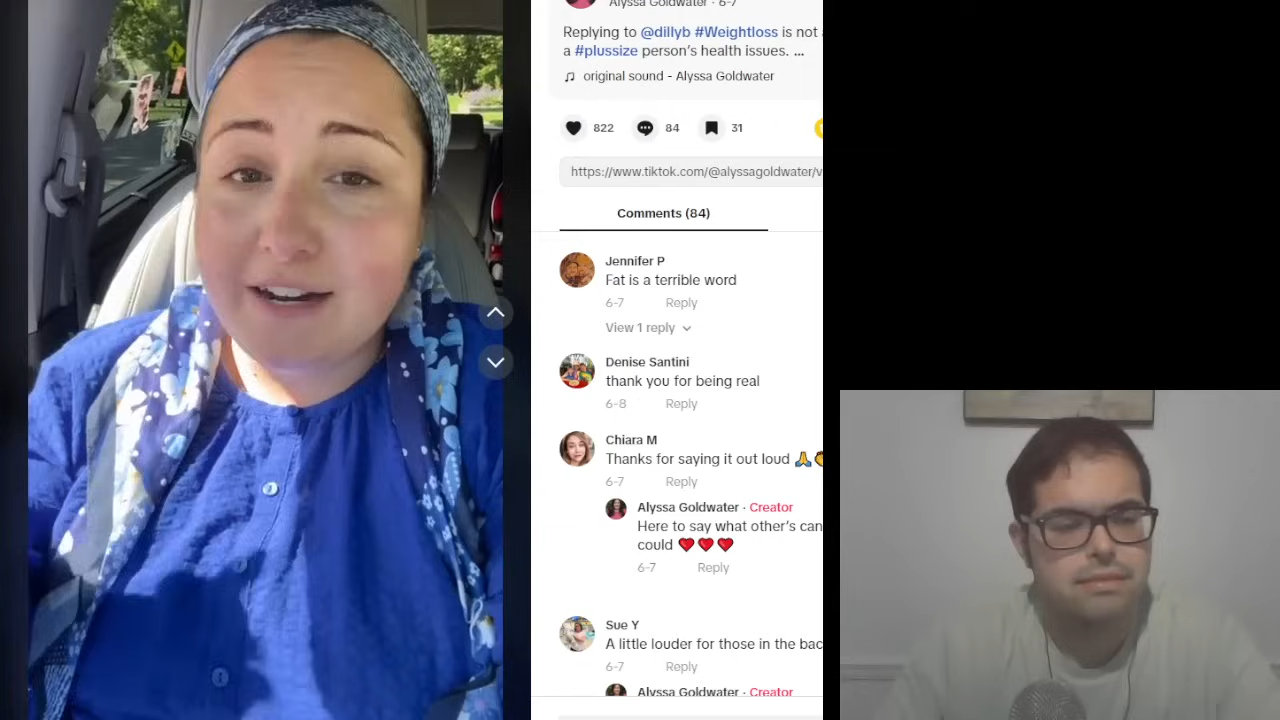 Alyssa Goldwater · 6-7
Replying to @dillyb #Weightloss is not
a #plussize person's health issues. ...
original sound - Alyssa Goldwater
822 84 31
https://www.tiktok.com/@alyssagoldwater/v
Comments (84)
Jennifer P
Fat is a terrible word
6-7 Reply
View 1 reply
Denise Santini
thank you for being real
6-8 Reply
Chiara M
Thanks for saying it out loud 🙏
6-7 Reply
Alyssa Goldwater · Creator
Here to say what other's can
could ❤️❤️❤️
6-7 Reply
Sue Y
A little louder for those in the bac
6-7 Reply
Alyssa Goldwater · Creator